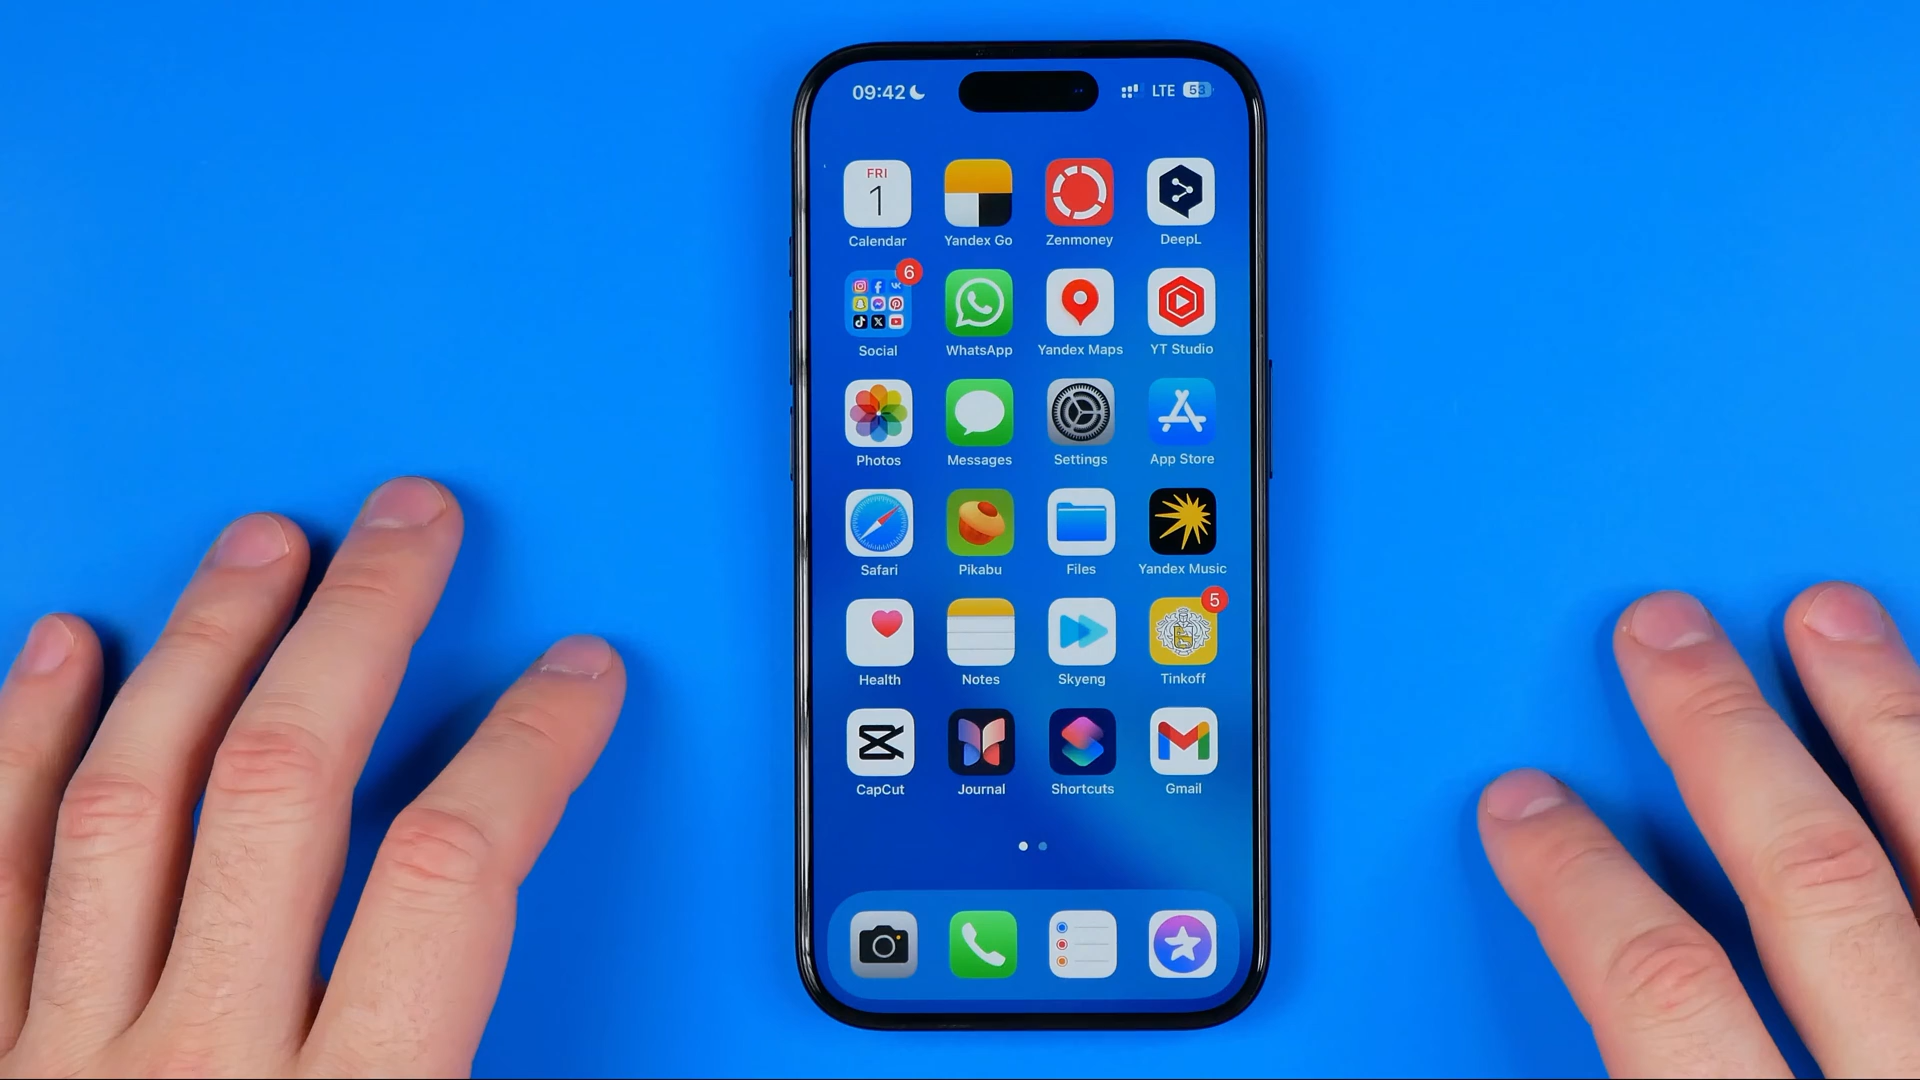 09:42 LTE 53
FRI
1
Calendar Yandex Go Zenmoney DeepL
6
Social WhatsApp Yandex Maps YT Studio
Photos Messages Settings App Store
Safari Pikabu Files Yandex Music
5
Health Notes Skyeng Tinkoff
CapCut Journal Shortcuts Gmail